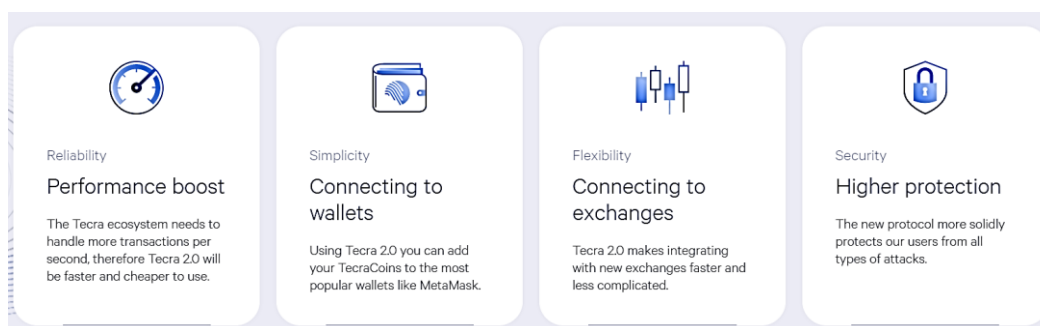 Reliability
Performance boost
The Tecra ecosystem needs to
handle more transactions per
second, therefore Tecra 2.0 will
be faster and cheaper to use.
Simplicity
Connecting to
wallets
Using Tecra 2.0 you can add
your TecraCoins to the most
popular wallets like MetaMask.
Flexibility
Connecting to
exchanges
Tecra 2.0 makes integrating
with new exchanges faster and
less complicated.
Security
Higher protection
The new protocol more solidly
protects our users from all
types of attacks.